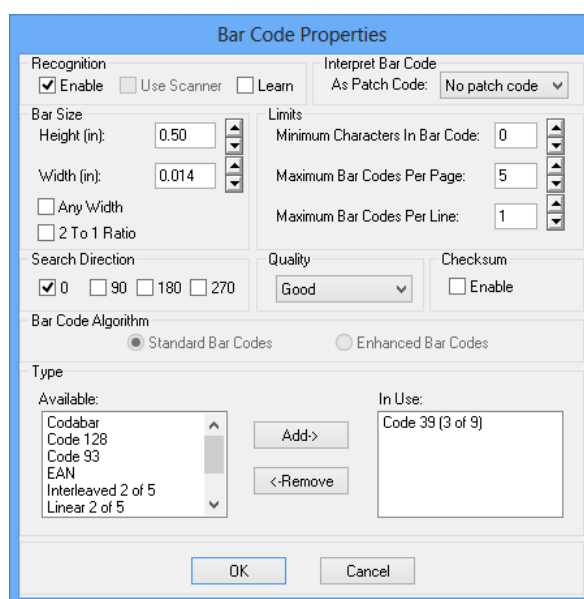 Bar Code Properties
Recognition
Enable Use Scanner Learn
Interpret Bar Code
As Patch Code: No patch code
Bar Size
Height (in): 0.50
Width (in): 0.014
Any Width
2 To 1 Ratio
Limits
Minimum Characters In Bar Code: 0
Maximum Bar Codes Per Page: 5
Maximum Bar Codes Per Line: 1
Search Direction
0 90 180 270
Quality
Good
Checksum
Enable
Bar Code Algorithm
Standard Bar Codes Enhanced Bar Codes
Type
Available:
Codabar
Code 128
Code 93
EAN
Interleaved 2 of 5
Linear 2 of 5
Add->
<-Remove
In Use:
Code 39 (3 of 9)
OK Cancel